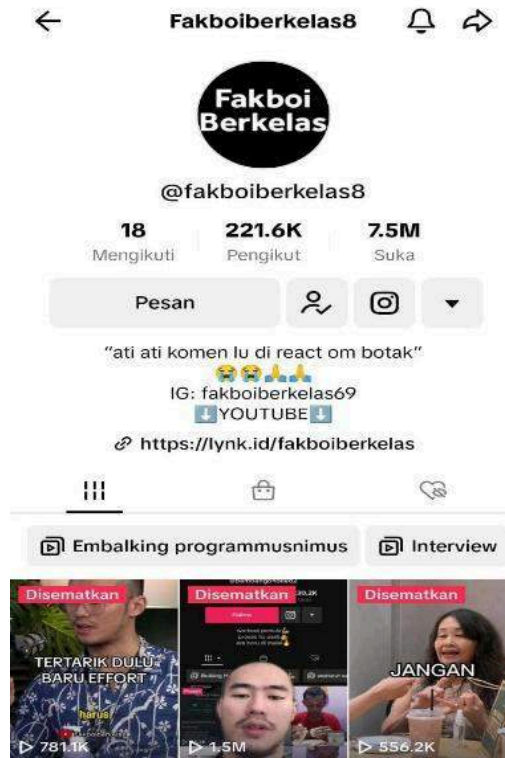 Fakboiberkelas8
Fakboi
Berkelas
@fakboiberkelas8
18 221.6K 7.5M
Mengikuti Pengikut Suka
Pesan
"ati ati komen lu di react om botak"
😭😭🙏🙏
IG: fakboiberkelas69
⬇️YOUTUBE⬇️
https://lynk.id/fakboiberkelas
Embalking programmusnimus
Interview
Disematkan
TERTARIK DULU
BARU EFFORT
harus
781.1K
Disematkan
1.5M
Disematkan
JANGAN
556.2K